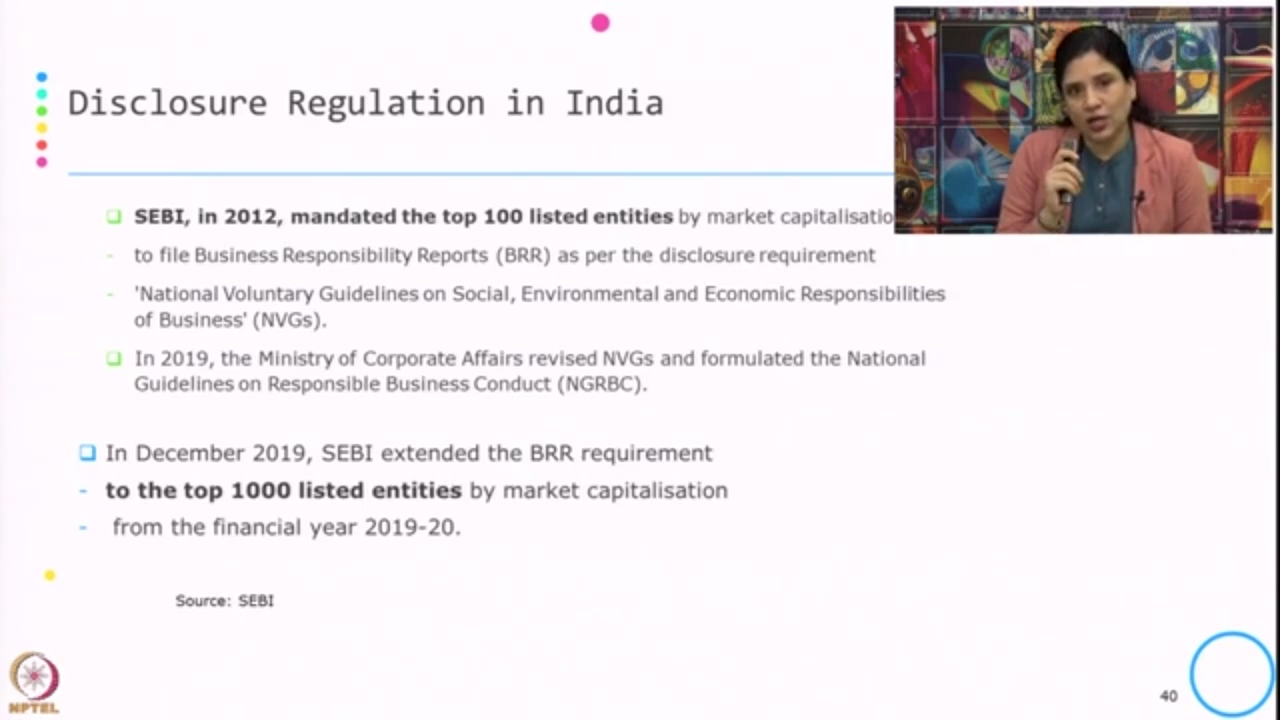 Disclosure Regulation in India
❑ SEBI, in 2012, mandated the top 100 listed entities by market capitalisatio
- to file Business Responsibility Reports (BRR) as per the disclosure requirement
- 'National Voluntary Guidelines on Social, Environmental and Economic Responsibilities
of Business' (NVGs).
❑ In 2019, the Ministry of Corporate Affairs revised NVGs and formulated the National
Guidelines on Responsible Business Conduct (NGRBC).
❑ In December 2019, SEBI extended the BRR requirement
- to the top 1000 listed entities by market capitalisation
- from the financial year 2019-20.
Source: SEBI
NPTEL
40